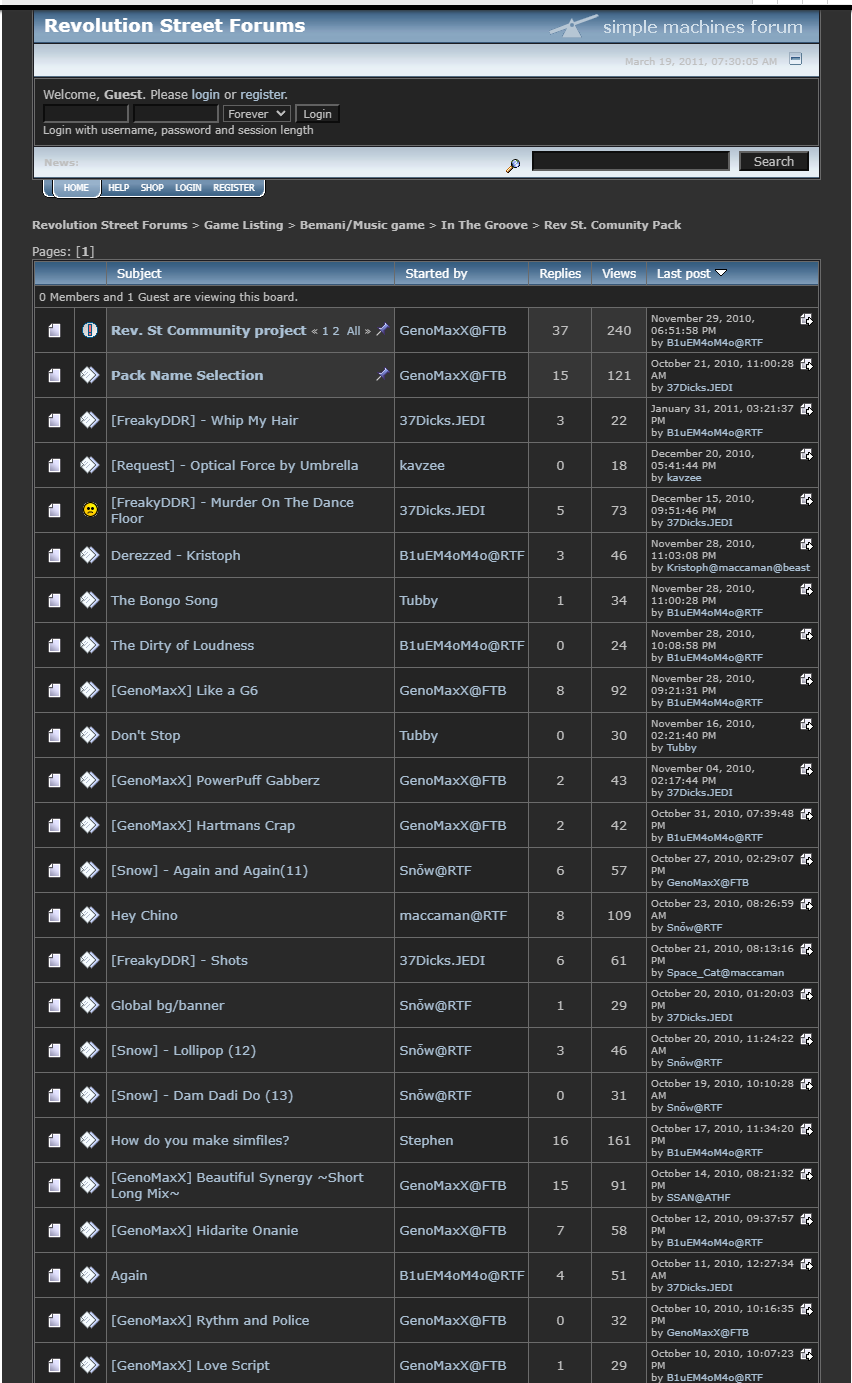 Revolution Street Forums
simple machines forum
March 19, 2011, 07:30:05 AM
Welcome, Guest. Please login or register.
Forever Login
Login with username, password and session length
News:
Search
HOME HELP SHOP LOGIN REGISTER
Revolution Street Forums > Game Listing > Bemani/Music game > In The Groove > Rev St. Comunity Pack
Pages: [1]
Subject Started by Replies Views Last post
0 Members and 1 Guest are viewing this board.
Rev. St Community project « 1 2 All » GenoMaxX@FTB 37 240 November 29, 2010,
06:51:58 PM
by B1uEM4oM4o@RTF
Pack Name Selection GenoMaxX@FTB 15 121 October 21, 2010, 11:00:28
AM
by 37Dicks.JEDI
[FreakyDDR] - Whip My Hair 37Dicks.JEDI 3 22 January 31, 2011, 03:21:37
PM
by B1uEM4oM4o@RTF
[Request] - Optical Force by Umbrella kavzee 0 18 December 20, 2010,
05:41:44 PM
by kavzee
[FreakyDDR] - Murder On The Dance
Floor 37Dicks.JEDI 5 73 December 15, 2010,
09:51:46 PM
by 37Dicks.JEDI
Derezzed - Kristoph B1uEM4oM4o@RTF 3 46 November 28, 2010,
11:03:08 PM
by Kristoph@maccaman@beast
The Bongo Song Tubby 1 34 November 28, 2010,
11:00:28 PM
by B1uEM4oM4o@RTF
The Dirty of Loudness B1uEM4oM4o@RTF 0 24 November 28, 2010,
10:08:58 PM
by B1uEM4oM4o@RTF
[GenoMaxX] Like a G6 GenoMaxX@FTB 8 92 November 28, 2010,
09:21:31 PM
by B1uEM4oM4o@RTF
Don't Stop Tubby 0 30 November 16, 2010,
02:21:40 PM
by Tubby
[GenoMaxX] PowerPuff Gabberz GenoMaxX@FTB 2 43 November 04, 2010,
02:17:44 PM
by 37Dicks.JEDI
[GenoMaxX] Hartmans Crap GenoMaxX@FTB 2 42 October 31, 2010, 07:39:48
PM
by B1uEM4oM4o@RTF
[Snow] - Again and Again(11) Snõw@RTF 6 57 October 27, 2010, 02:29:07
PM
by GenoMaxX@FTB
Hey Chino maccaman@RTF 8 109 October 23, 2010, 08:26:59
AM
by Snõw@RTF
[FreakyDDR] - Shots 37Dicks.JEDI 6 61 October 21, 2010, 08:13:16
PM
by Space_Cat@maccaman
Global bg/banner Snõw@RTF 1 29 October 20, 2010, 01:20:03
PM
by 37Dicks.JEDI
[Snow] - Lollipop (12) Snõw@RTF 3 46 October 20, 2010, 11:24:22
AM
by Snõw@RTF
[Snow] - Dam Dadi Do (13) Snõw@RTF 0 31 October 19, 2010, 10:10:28
AM
by Snõw@RTF
How do you make simfiles? Stephen 16 161 October 17, 2010, 11:34:20
PM
by B1uEM4oM4o@RTF
[GenoMaxX] Beautiful Synergy ~Short
Long Mix~ GenoMaxX@FTB 15 91 October 14, 2010, 08:21:32
PM
by SSAN@ATHF
[GenoMaxX] Hidarite Onanie GenoMaxX@FTB 7 58 October 12, 2010, 09:37:57
PM
by B1uEM4oM4o@RTF
Again B1uEM4oM4o@RTF 4 51 October 11, 2010, 12:27:34
AM
by 37Dicks.JEDI
[GenoMaxX] Rythm and Police GenoMaxX@FTB 0 32 October 10, 2010, 10:16:35
PM
by GenoMaxX@FTB
[GenoMaxX] Love Script GenoMaxX@FTB 1 29 October 10, 2010, 10:07:23
PM
by B1uEM4oM4o@RTF